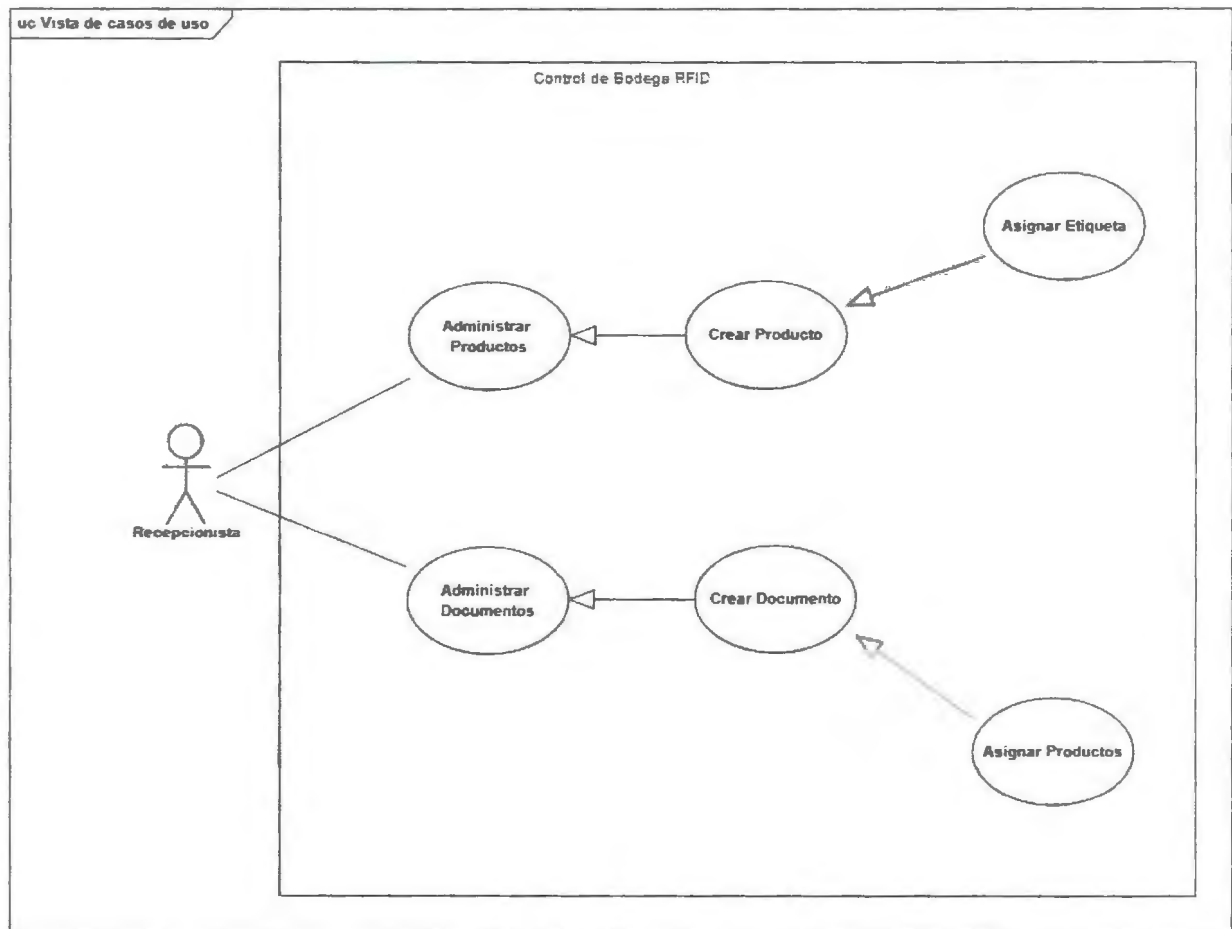 uc Vista de casos de uso
Control de Bodega RFID
Asignar Etiqueta
Administrar
Productos
Crear Producto
Recepcionista
Administrar
Documentos
Crear Documento
Asignar Productos